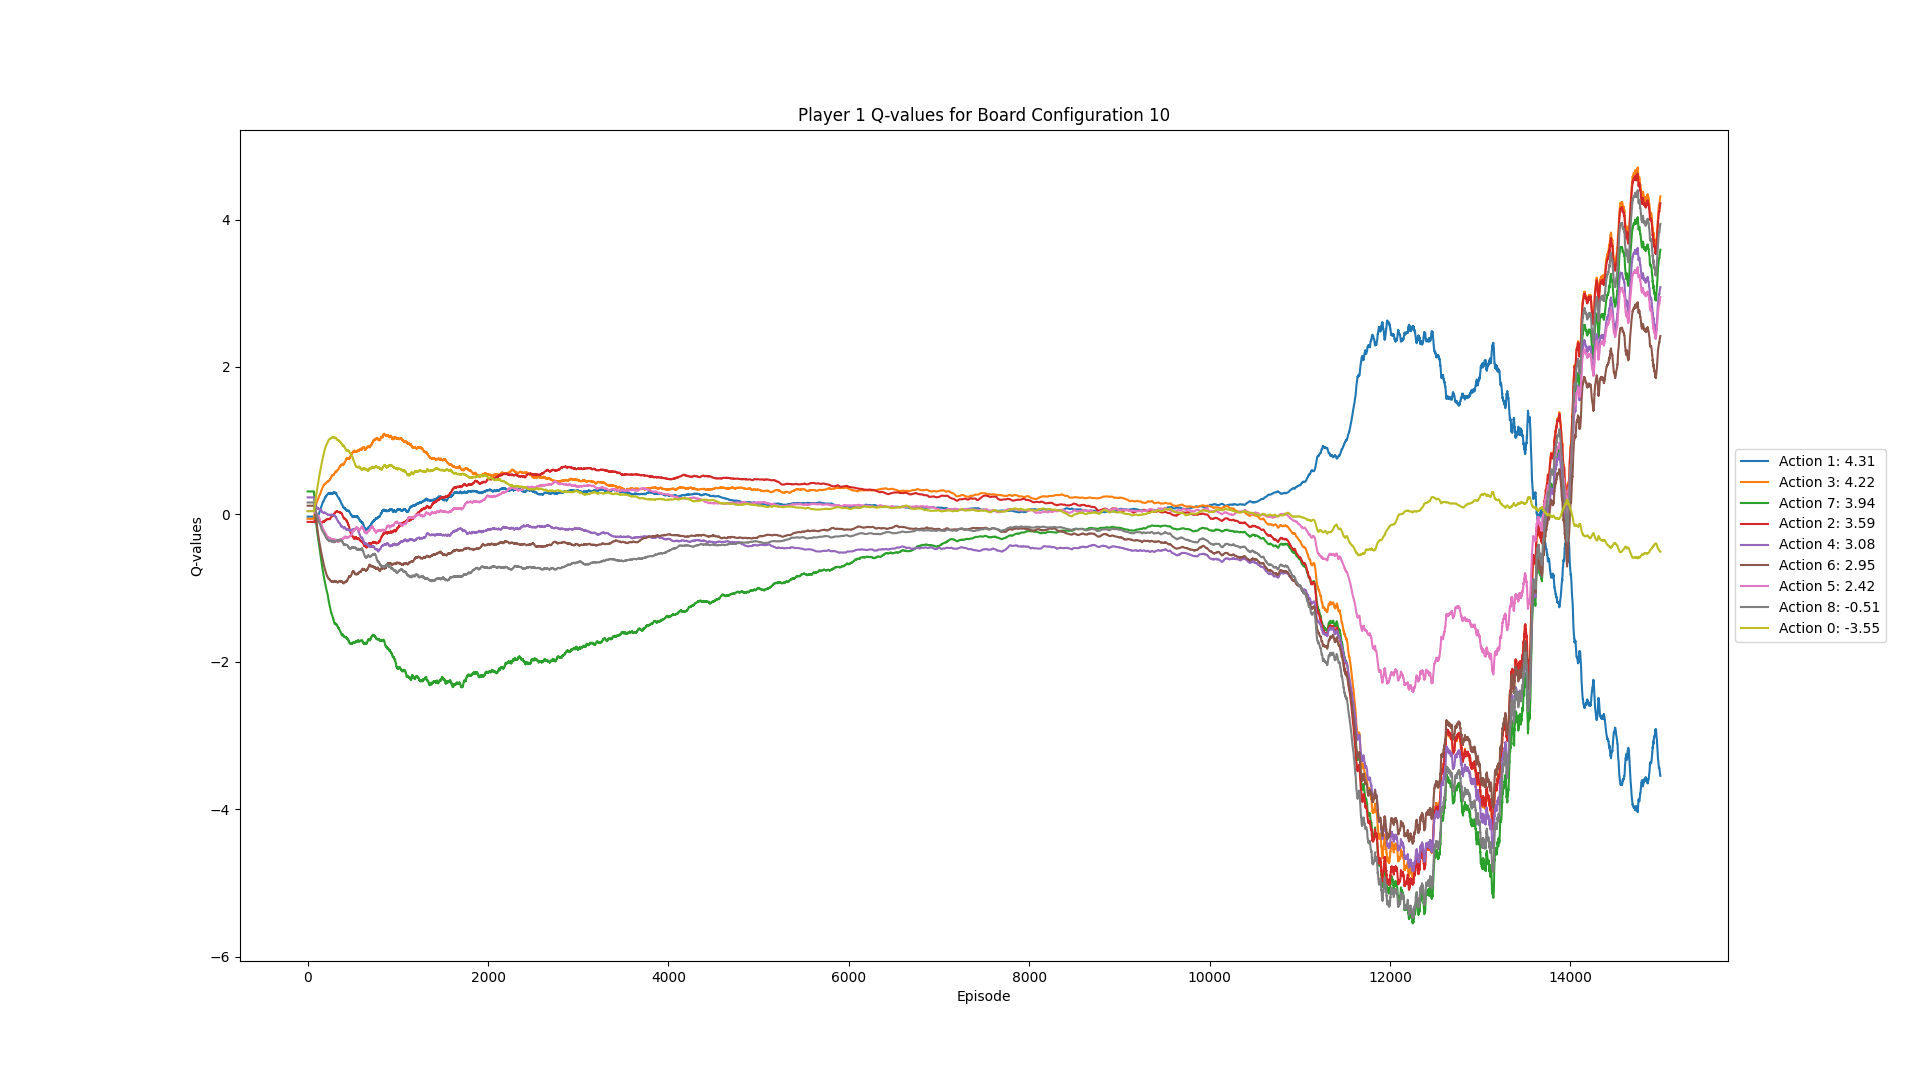 Player 1 Q-values for Board Configuration 10
Q-values
4
2
0
−2
−4
−6
0
2000
4000
6000
8000
10000
12000
14000
Episode
Action 1: 4.31
Action 3: 4.22
Action 7: 3.94
Action 2: 3.59
Action 4: 3.08
Action 6: 2.95
Action 5: 2.42
Action 8: -0.51
Action 0: -3.55